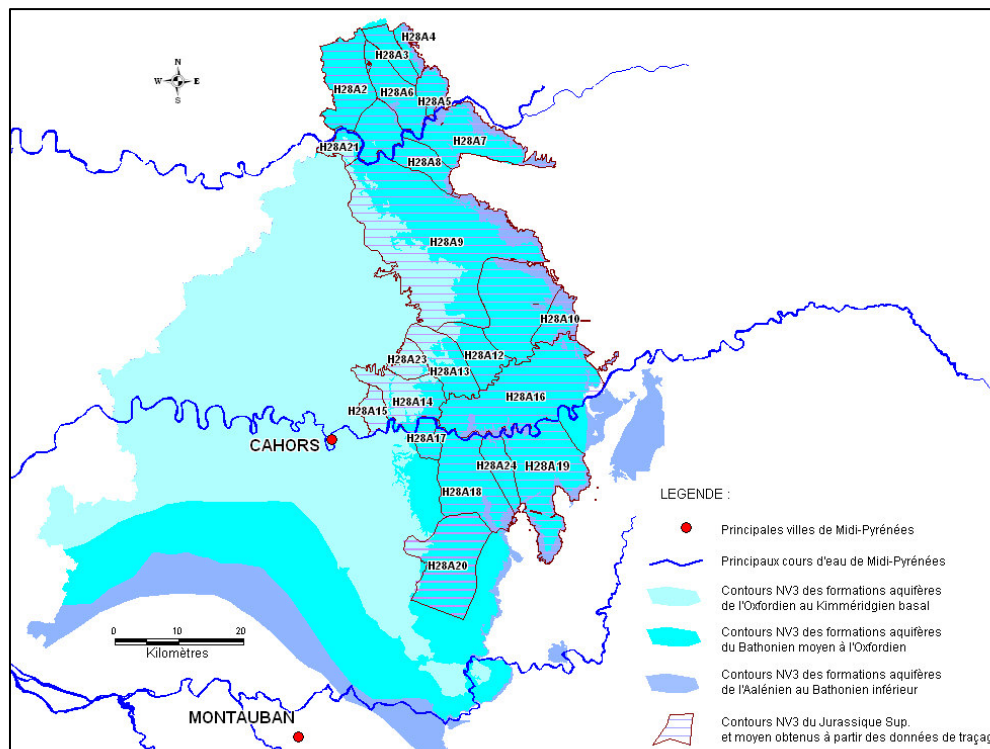 N
W E
S
H28A4
H28A3
H28A2
H28A6
H28A5
H28A7
H28A21
H28A8
H28A9
H28A10
H28A12
H28A23
H28A13
H28A16
H28A14
H28A15
H28A17
CAHORS
H28A24
H28A19
H28A18
H28A20
LEGENDE :
Principales villes de Midi-Pyrénées
Principaux cours d'eau de Midi-Pyrénées
Contours NV3 des formations aquifères
de l'Oxfordien au Kimméridgien basal
Contours NV3 des formations aquifères
du Bathonien moyen à l'Oxfordien
Contours NV3 des formations aquifères
de l'Aalénien au Bathonien inférieur
Contours NV3 du Jurassique Sup.
et moyen obtenus à partir des données de traçag
0 10 20
Kilomètres
MONTAUBAN